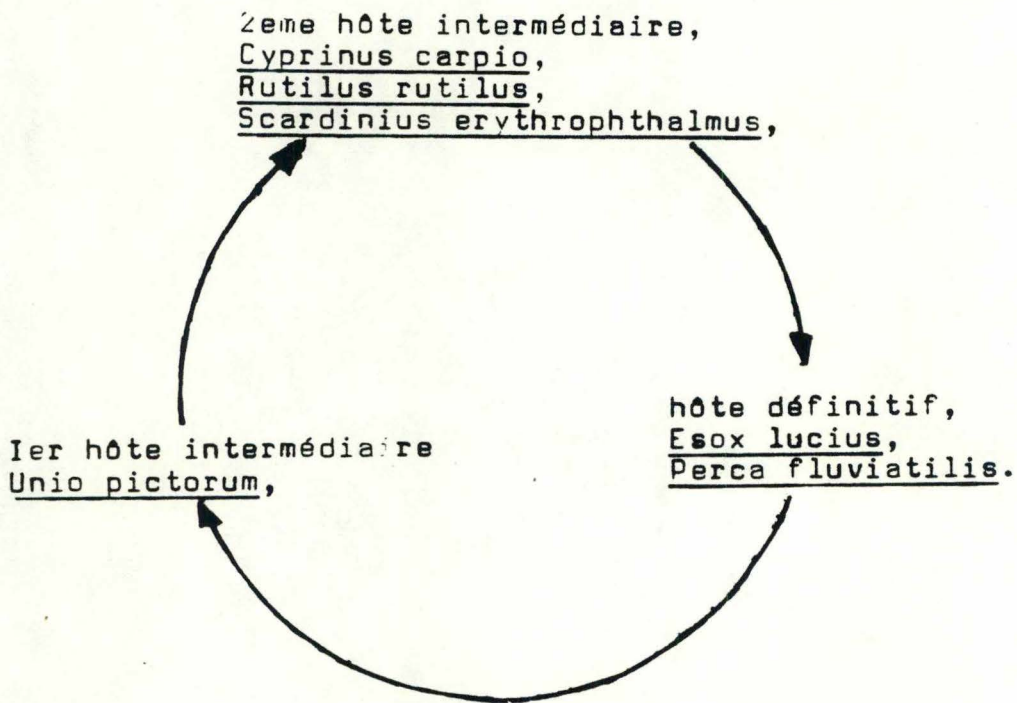 2eme hôte intermédiaire,
Cyprinus carpio,
Rutilus rutilus,
Scardinius erythrophthalmus,
hôte définitif,
Esox lucius,
Perca fluviatilis.
Ier hôte intermédiaire
Unio pictorum,